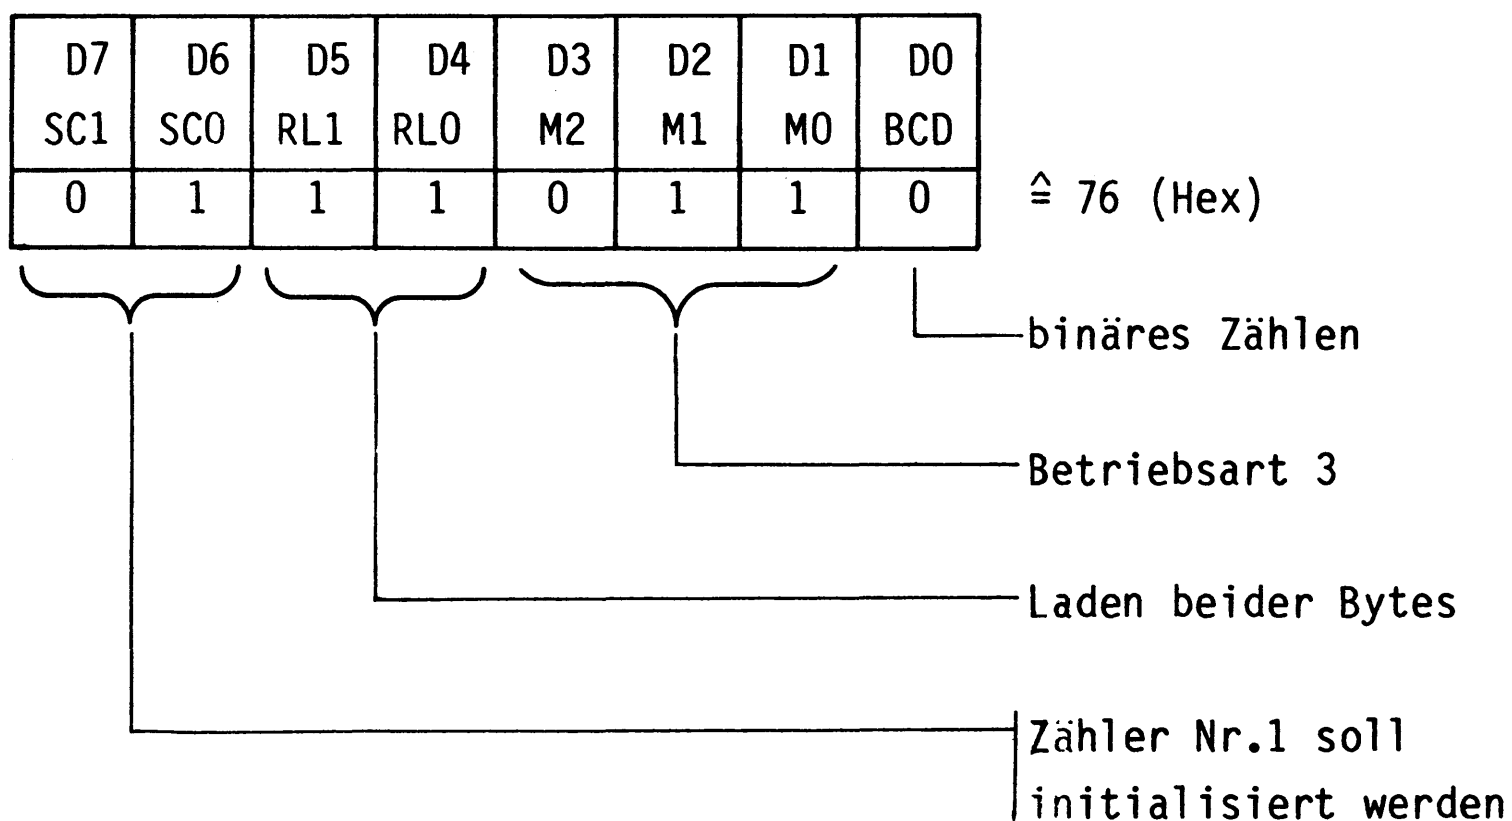 D7 D6 D5 D4 D3 D2 D1 D0
SC1 SC0 RL1 RL0 M2 M1 M0 BCD
0 1 1 1 0 1 1 0 ≙ 76 (Hex)
binäres Zählen
Betriebsart 3
Laden beider Bytes
Zähler Nr.1 soll
initialisiert werden